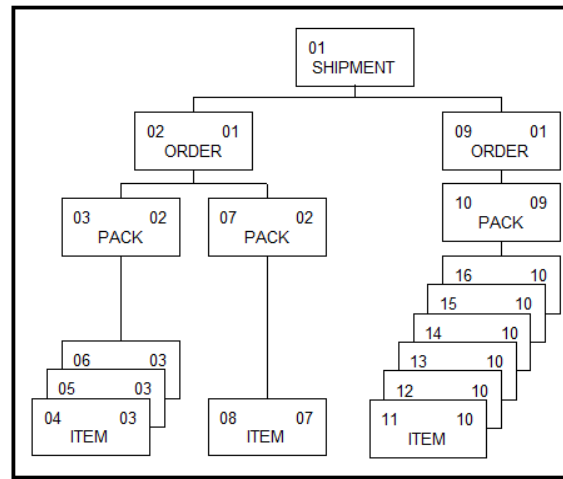 01
SHIPMENT
02 01
ORDER
09 01
ORDER
03 02
PACK
07 02
PACK
10 09
PACK
16 10
15 10
14 10
13 10
12 10
11 10
ITEM
06 03
05 03
04 03
ITEM
08 07
ITEM